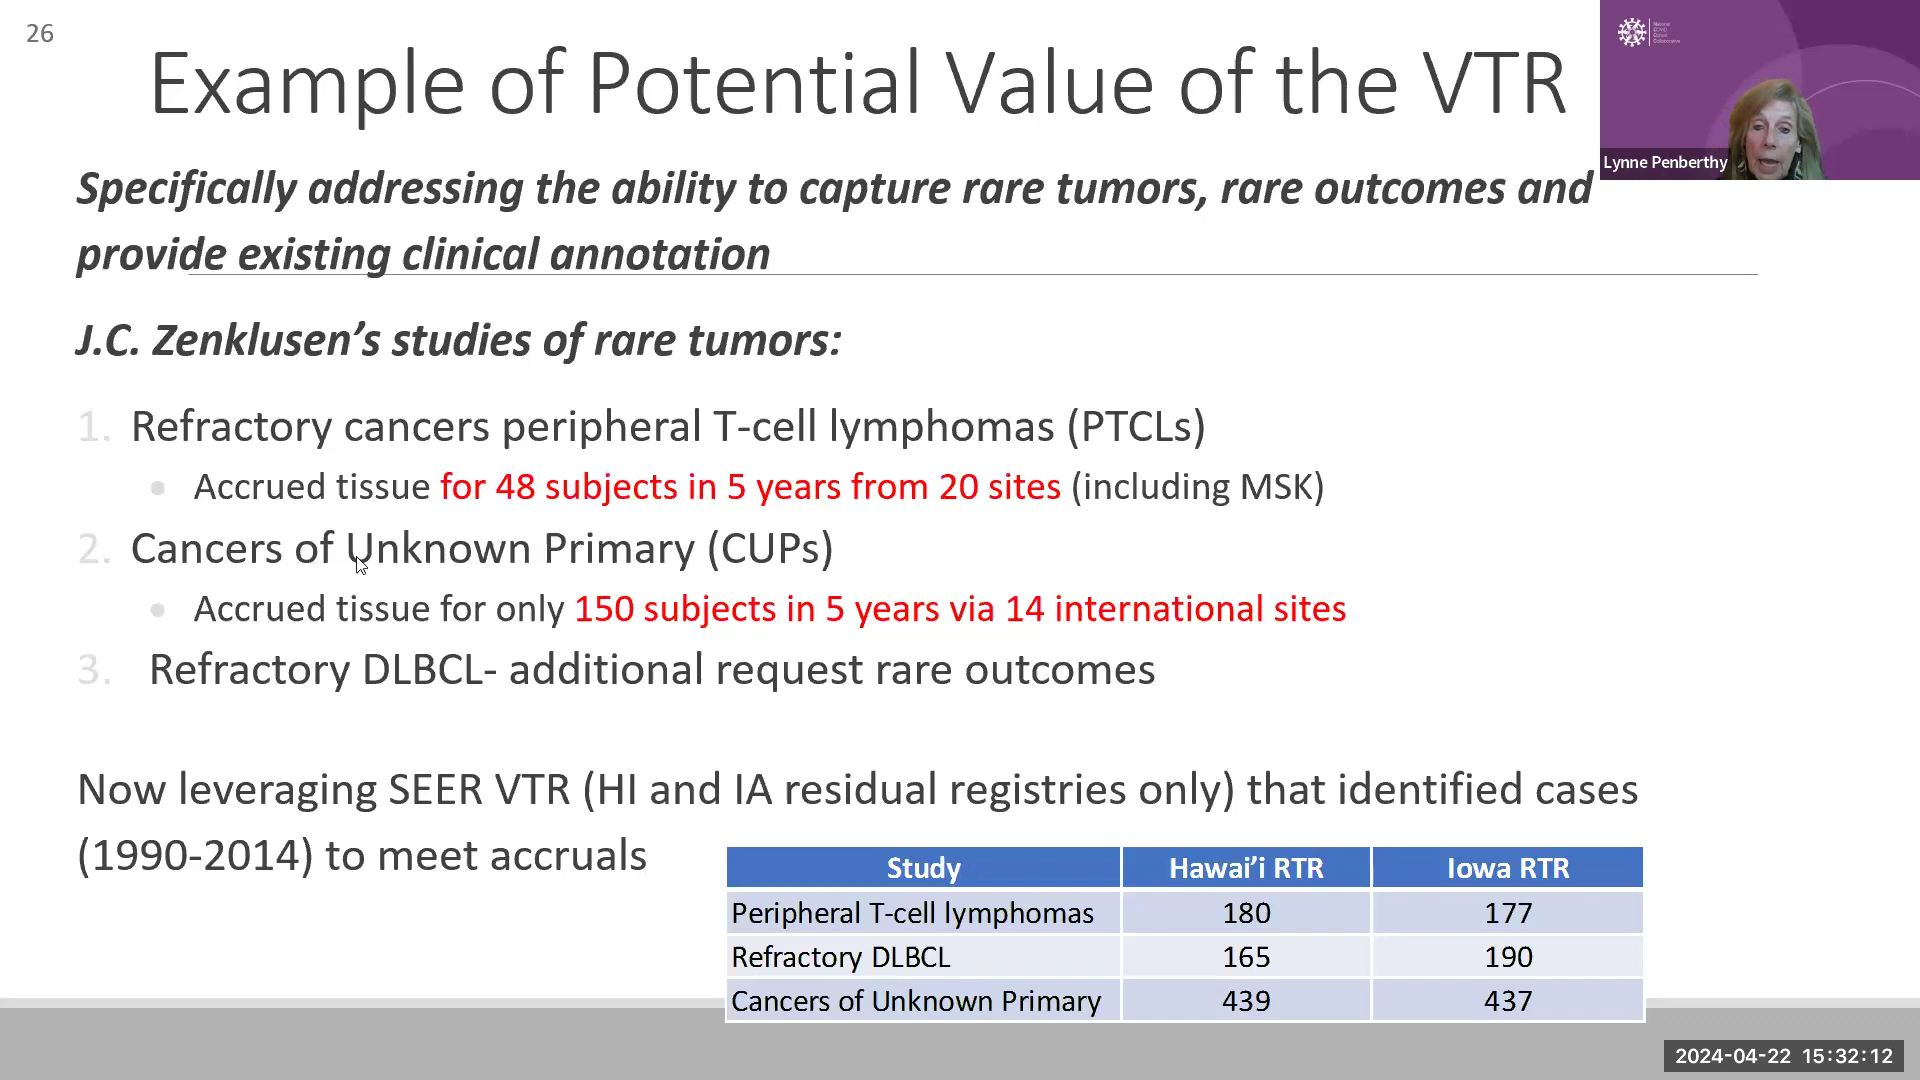 26
Example of Potential Value of the VTR
National
COVID
Cohort
Collaborative
Lynne Penberthy
Specifically addressing the ability to capture rare tumors, rare outcomes and
provide existing clinical annotation
J.C. Zenklusen’s studies of rare tumors:
1. Refractory cancers peripheral T-cell lymphomas (PTCLs)
• Accrued tissue for 48 subjects in 5 years from 20 sites (including MSK)
2. Cancers of Unknown Primary (CUPs)
• Accrued tissue for only 150 subjects in 5 years via 14 international sites
3. Refractory DLBCL- additional request rare outcomes
Now leveraging SEER VTR (HI and IA residual registries only) that identified cases
(1990-2014) to meet accruals
Study Hawai’i RTR Iowa RTR
Peripheral T-cell lymphomas 180 177
Refractory DLBCL 165 190
Cancers of Unknown Primary 439 437
2024-04-22 15:32:12